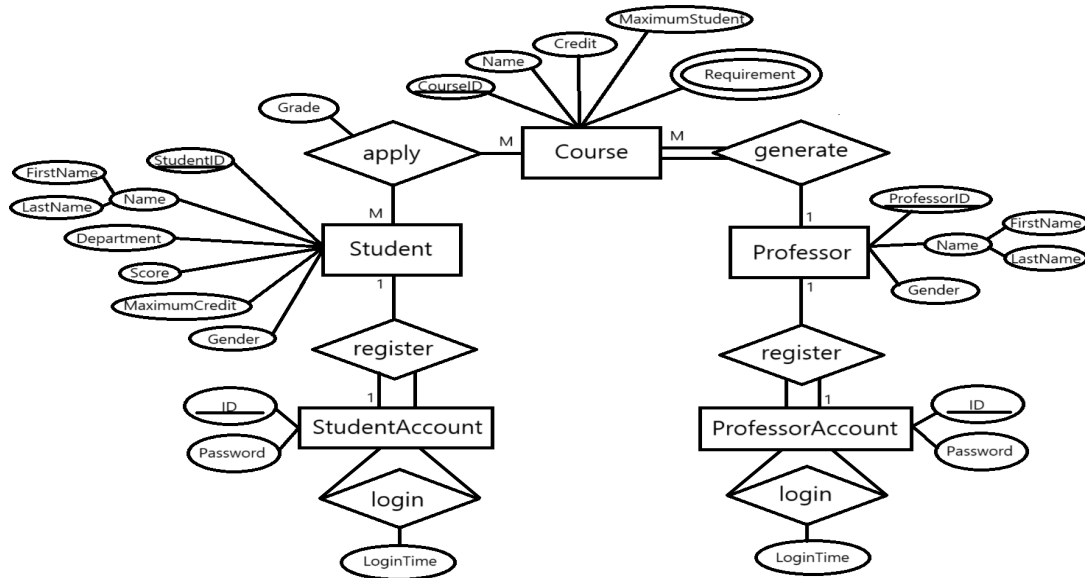 MaximumStudent
Credit
Name
Requirement
CourseID
Grade
M
M
apply
Course
generate
StudentID
FirstName
Name
LastName
ProfessorID
M
1
FirstName
Department
Student
Professor
Name
LastName
Score
1
1
Gender
MaximumCredit
Gender
register
register
1
1
ID
ID
StudentAccount
ProfessorAccount
Password
Password
login
login
LoginTime
LoginTime